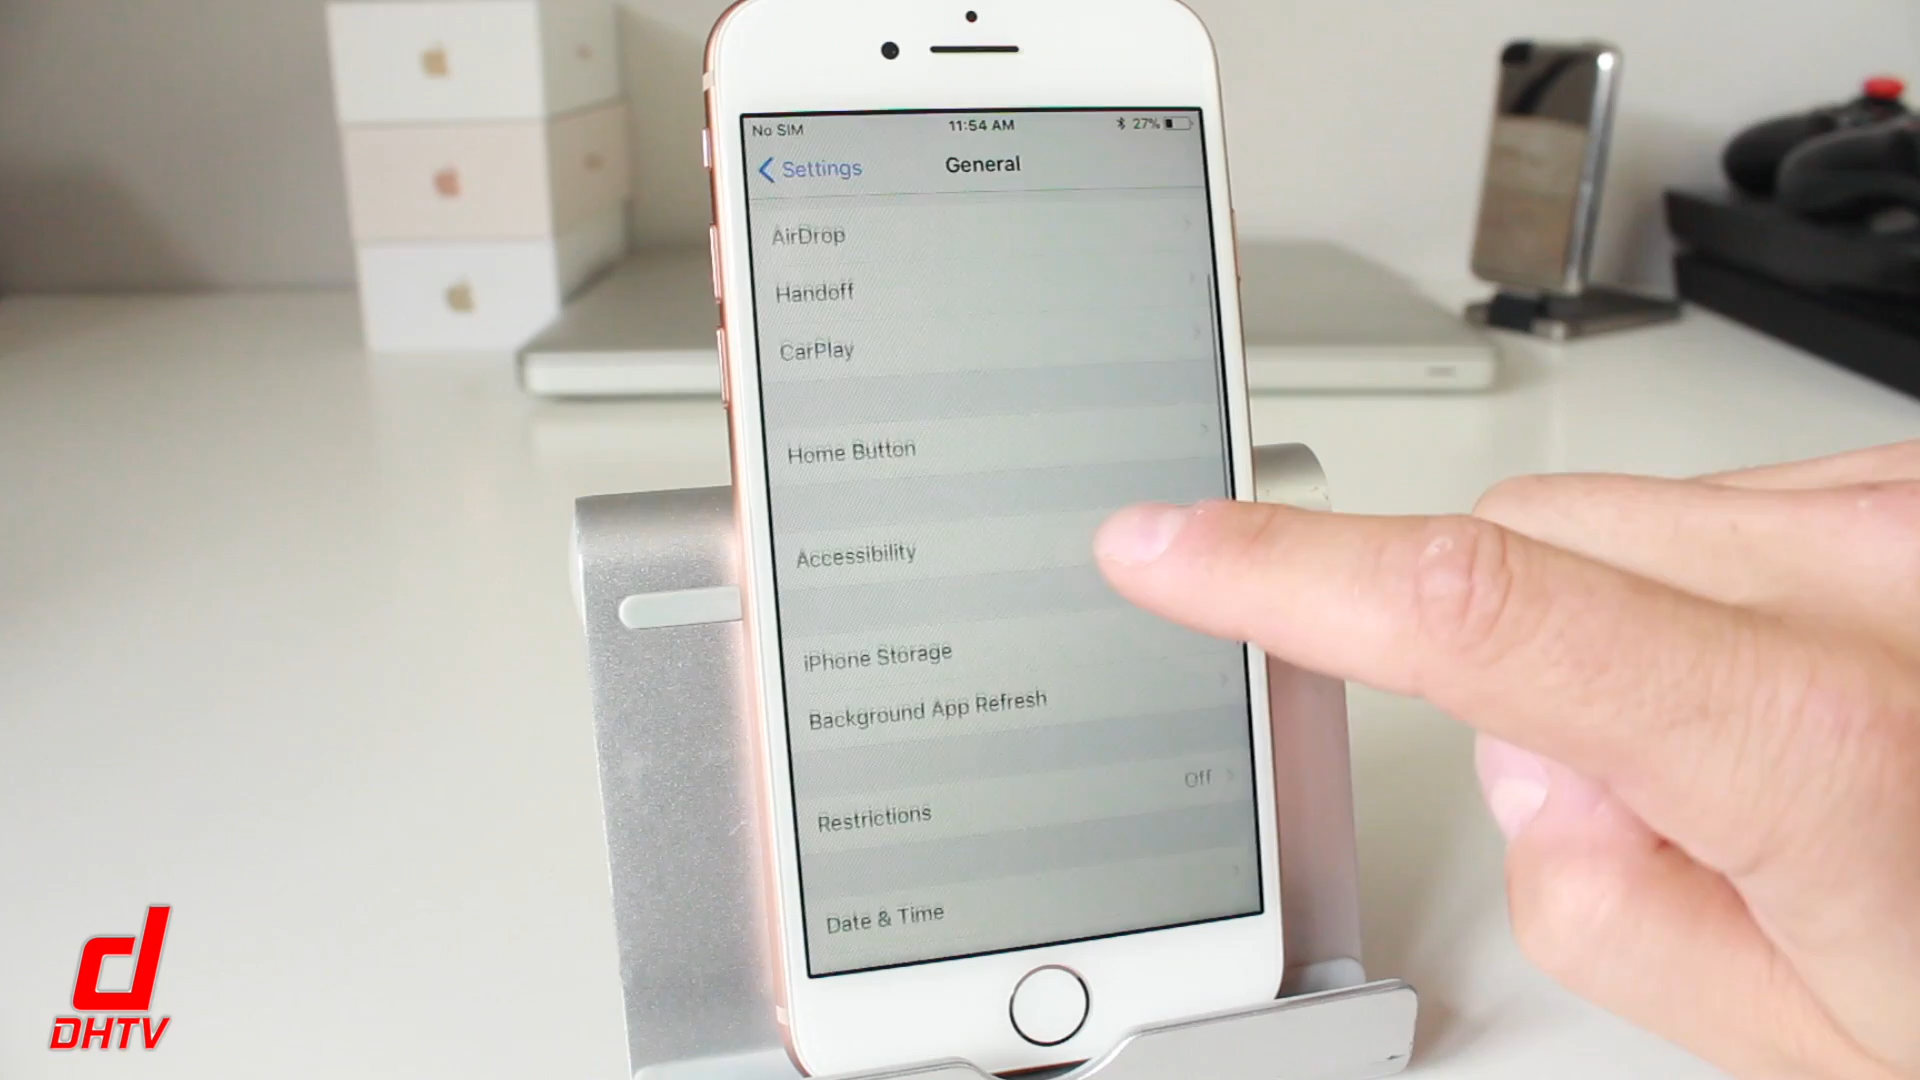 No SIM
11:54 AM
27%
Settings
General
AirDrop
Handoff
CarPlay
Home Button
Accessibility
iPhone Storage
Background App Refresh
Restrictions
Off
Date & Time
d
DHTV